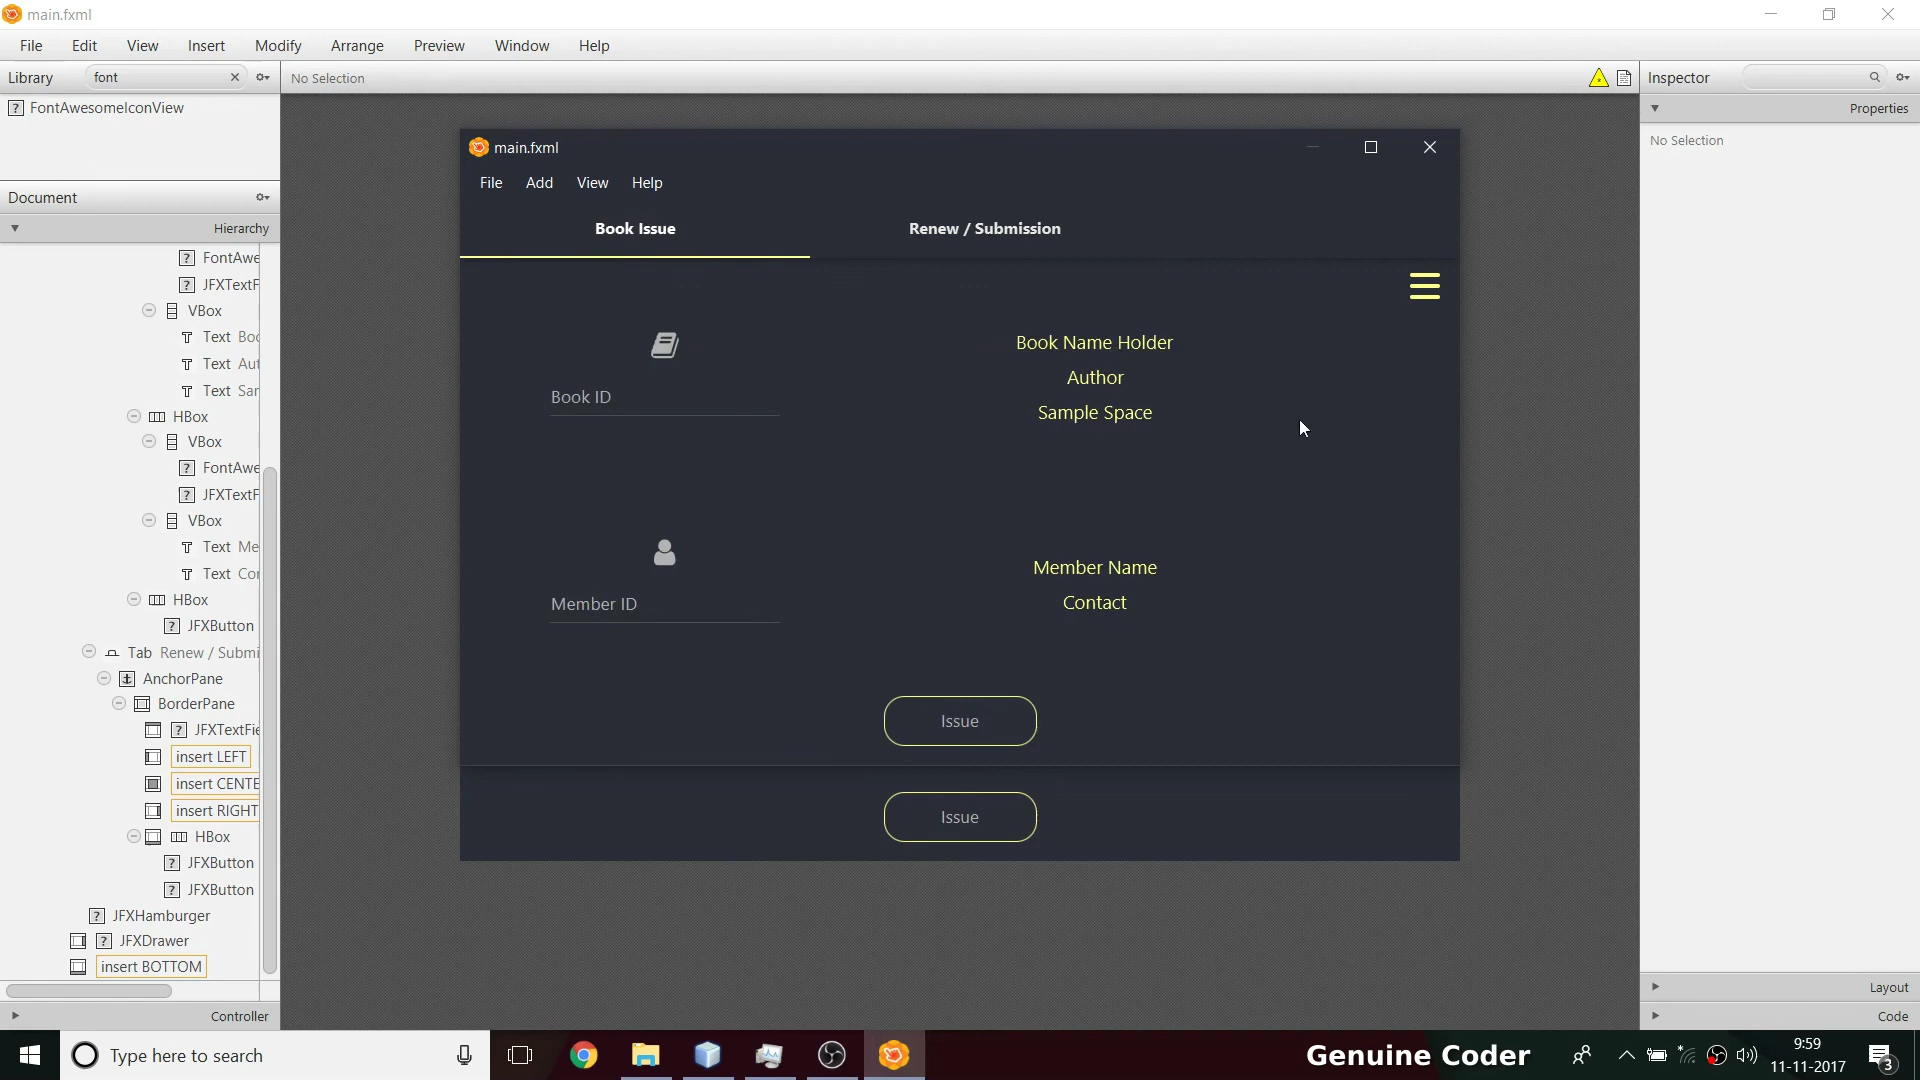 main.fxml
File Edit View Insert Modify Arrange Preview Window Help
Library font
No Selection
Inspector
FontAwesomeIconView
Properties
No Selection
Document
Hierarchy
FontAwe
JFXTextF
VBox
Text Boo
Text Aut
Text Sar
HBox
VBox
FontAwe
JFXTextF
VBox
Text Me
Text Cor
HBox
JFXButton
Tab Renew / Submi
AnchorPane
BorderPane
JFXTextFie
insert LEFT
insert CENTE
insert RIGHT
HBox
JFXButton
JFXButton
JFXHamburger
JFXDrawer
insert BOTTOM
Controller
main.fxml
File Add View Help
Book Issue Renew / Submission
Book Name Holder
Author
Book ID
Sample Space
Member Name
Member ID
Contact
Issue
Issue
Layout
Code
Type here to search
Genuine Coder
9:59
11-11-2017
3